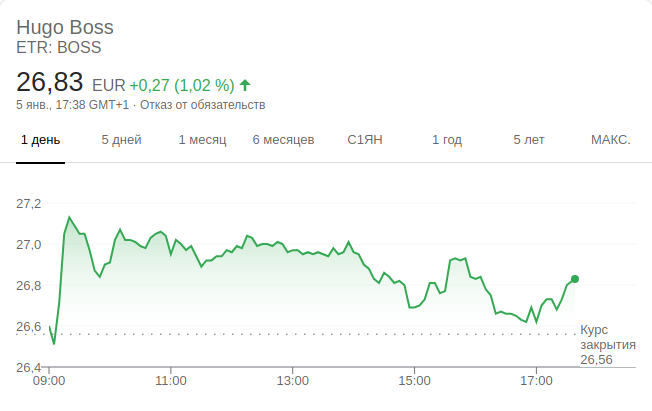 Hugo Boss
ETR: BOSS
26,83 EUR +0,27 (1,02 %)
5 янв., 17:38 GMT+1 · Отказ от обязательств
1 день 5 дней 1 месяц 6 месяцев С1ЯН 1 год 5 лет МАКС.
27,2
27,0
26,8
26,6
26,4
Курс
закрытия
26,56
09:00 11:00 13:00 15:00 17:00